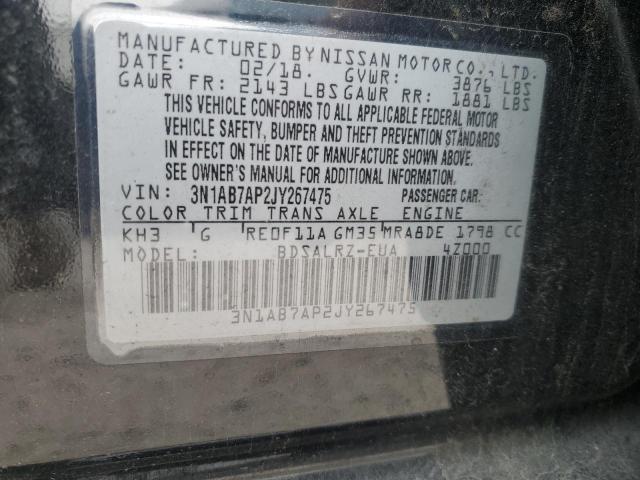 MANUFACTURED BY NISSAN MOTOR CO., LTD.
DATE: 02/18. GVWR: 3876 LBS
GAWR FR: 2143 LBS GAWR RR: 1881 LBS
THIS VEHICLE CONFORMS TO ALL APPLICABLE FEDERAL MOTOR
VEHICLE SAFETY, BUMPER AND THEFT PREVENTION STANDARDS
IN EFFECT ON THE DATE OF MANUFACTURE SHOWN ABOVE.
SEE OWNER'S MANUAL FOR ADDITIONAL INFORMATION.
VIN: 3N1AB7AP2JY267475 PASSENGER CAR:
COLOR TRIM TRANS AXLE ENGINE
KH3 G RE0F11A GM35 MRA8DE 1798 CC
BDSALRZ-EUA 4Z000
3N1AB7AP2JY267475